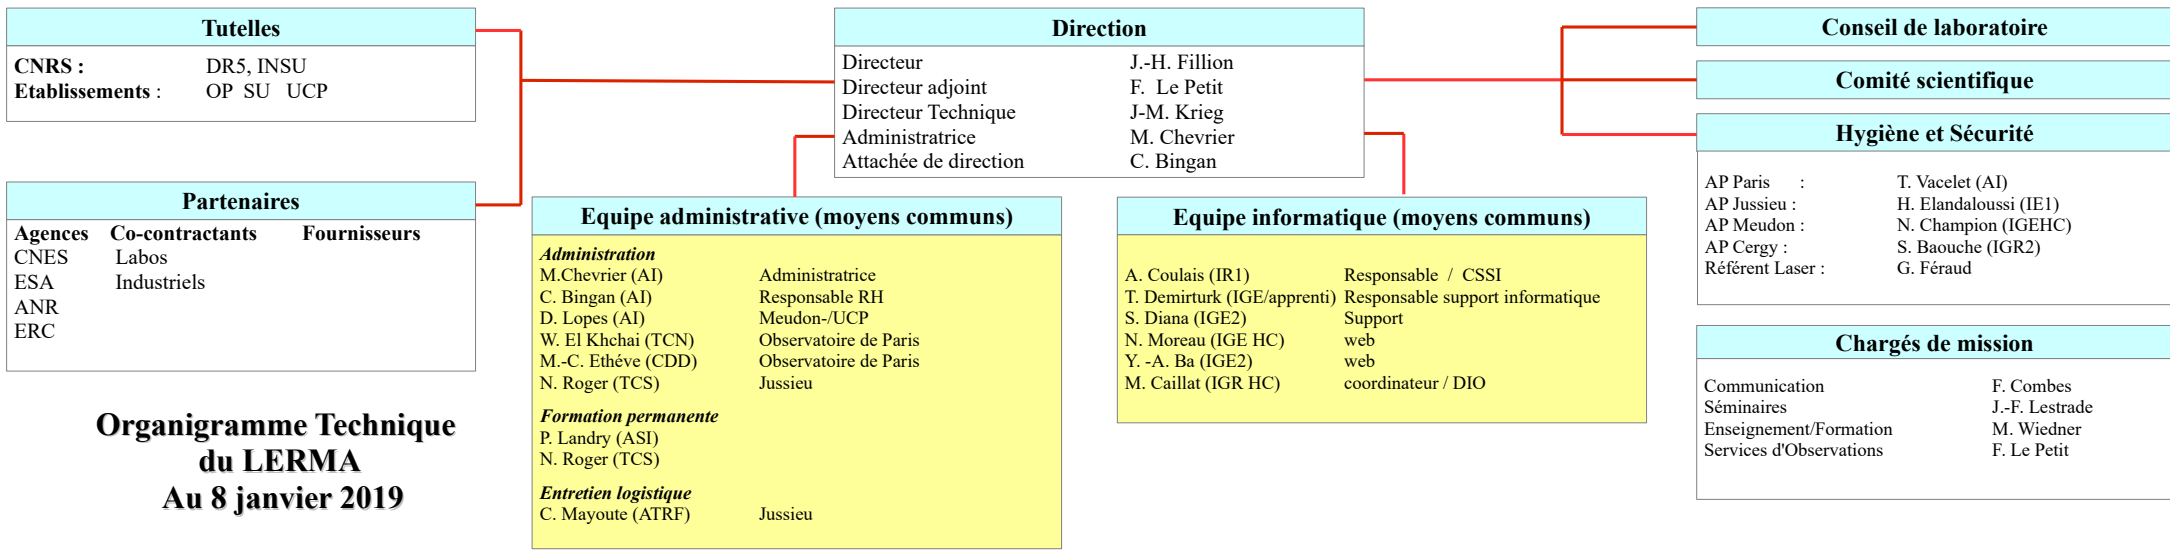 Tutelles
CNRS : DR5, INSU
Etablissements : OP SU UCP
Partenaires
Agences Co-contractants Fournisseurs
CNES Labos
ESA Industriels
ANR
ERC
Organigramme Technique
du LERMA
Au 8 janvier 2019
Direction
Directeur J.-H. Fillion
Directeur adjoint F. Le Petit
Directeur Technique J-M. Krieg
Administratrice M. Chevrier
Attachée de direction C. Bingan
Equipe administrative (moyens communs)
Administration
M.Chevrier (AI) Administratrice
C. Bingan (AI) Responsable RH
D. Lopes (AI) Meudon-/UCP
W. El Khchai (TCN) Observatoire de Paris
M.-C. Ethéve (CDD) Observatoire de Paris
N. Roger (TCS) Jussieu
Formation permanente
P. Landry (ASI)
N. Roger (TCS)
Entretien logistique
C. Mayoute (ATRF) Jussieu
Equipe informatique (moyens communs)
A. Coulais (IR1) Responsable / CSSI
T. Demirturk (IGE/apprenti) Responsable support informatique
S. Diana (IGE2) Support
N. Moreau (IGE HC) web
Y. -A. Ba (IGE2) web
M. Caillat (IGR HC) coordinateur / DIO
Conseil de laboratoire
Comité scientifique
Hygiène et Sécurité
AP Paris : T. Vacelet (AI)
AP Jussieu : H. Elandaloussi (IE1)
AP Meudon : N. Champion (IGEHC)
AP Cergy : S. Baouche (IGR2)
Référent Laser : G. Féraud
Chargés de mission
Communication F. Combes
Séminaires J.-F. Lestrade
Enseignement/Formation M. Wiedner
Services d'Observations F. Le Petit